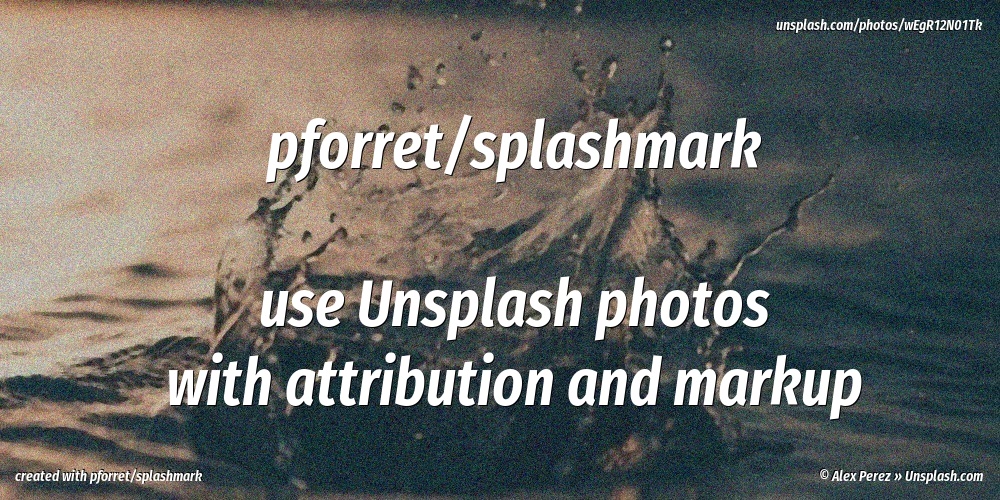 unsplash.com/photos/wEgR12N01Tk
pforret/splashmark
use Unsplash photos
with attribution and markup
created with pforret/splashmark
© Alex Perez » Unsplash.com